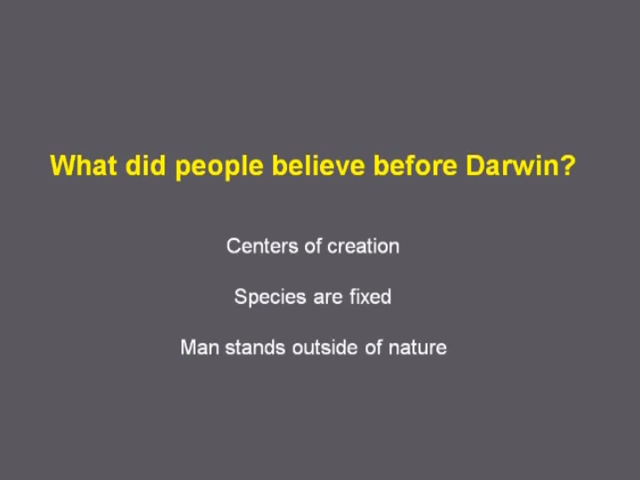 What did people believe before Darwin?
Centers of creation
Species are fixed
Man stands outside of nature